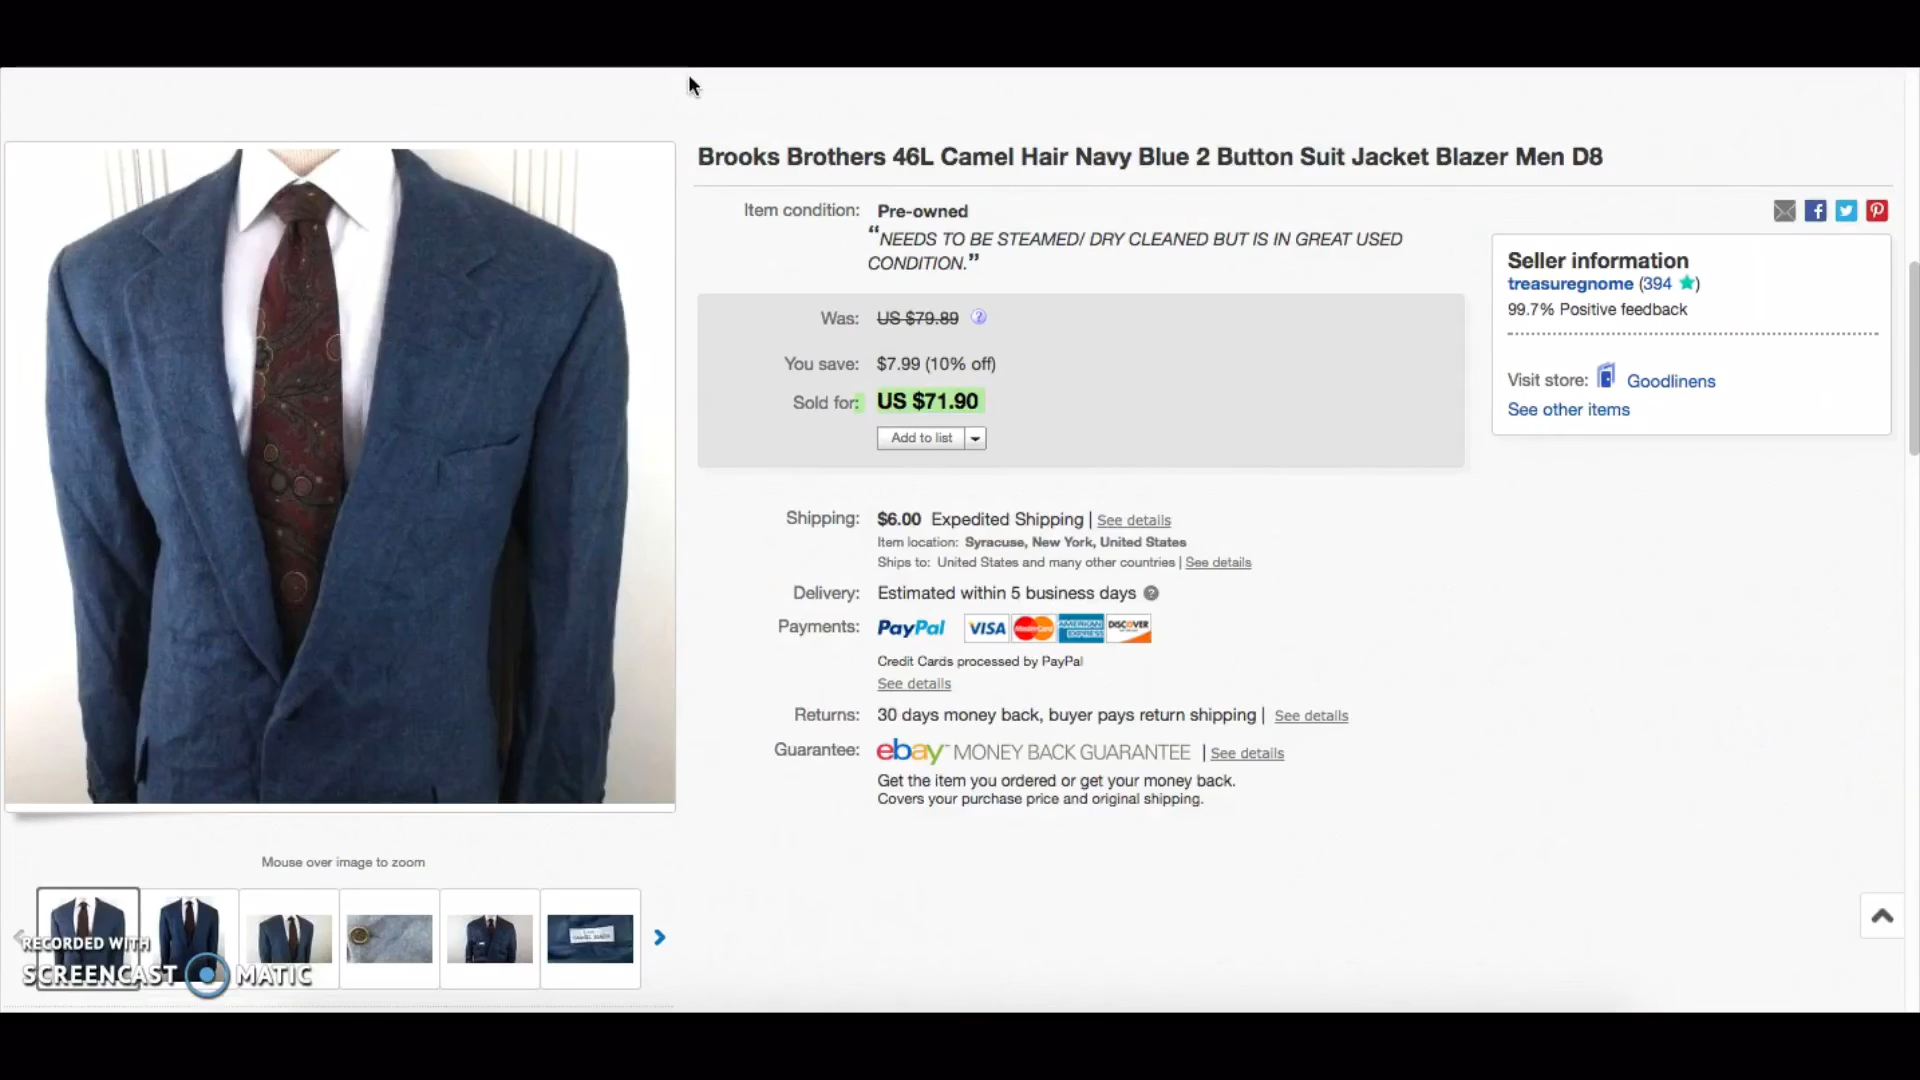 Brooks Brothers 46L Camel Hair Navy Blue 2 Button Suit Jacket Blazer Men D8
Item condition: Pre-owned
“NEEDS TO BE STEAMED/ DRY CLEANED BUT IS IN GREAT USED
CONDITION.”
Was: US $79.89
You save: $7.99 (10% off)
Sold for: US $71.90
Add to list
Seller information
treasuregnome (394)
99.7% Positive feedback
Visit store: Goodlinens
See other items
Shipping: $6.00 Expedited Shipping | See details
Item location: Syracuse, New York, United States
Ships to: United States and many other countries | See details
Delivery: Estimated within 5 business days
Payments: PayPal VISA MasterCard AMERICAN EXPRESS DISCOVER
Credit Cards processed by PayPal
See details
Returns: 30 days money back, buyer pays return shipping | See details
Guarantee: ebay MONEY BACK GUARANTEE | See details
Get the item you ordered or get your money back.
Covers your purchase price and original shipping.
Mouse over image to zoom
RECORDED WITH
SCREENCAST MATIC